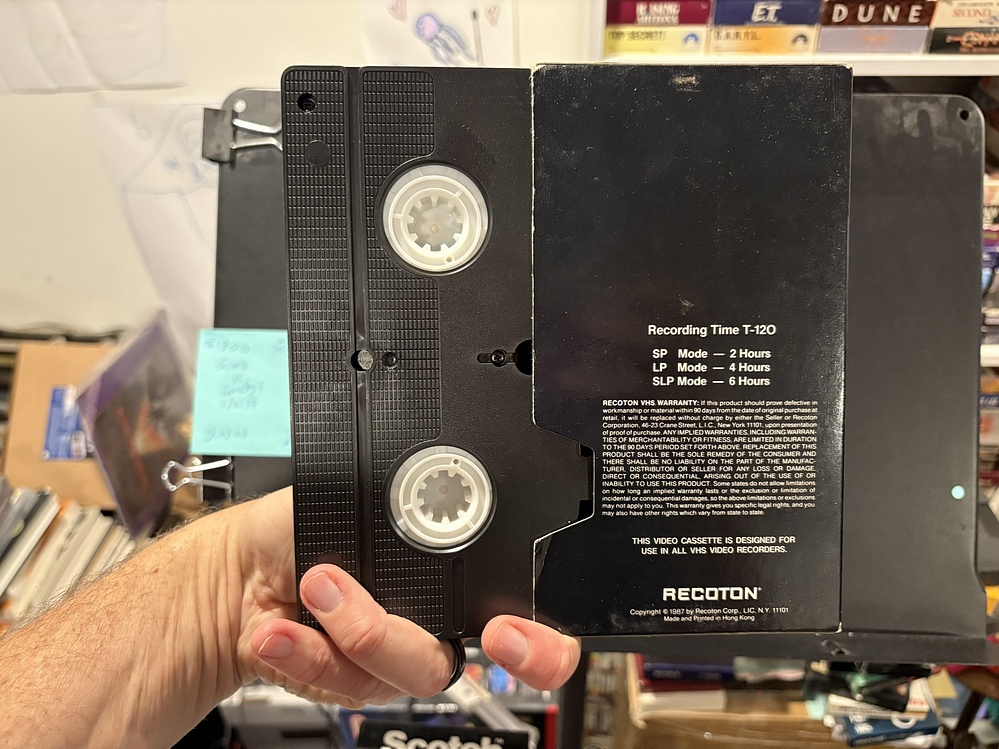 RAISING
ARIZONA
E.T.
DUNE
SECOND
TOP SECRET!
Recording Time T-120
SP Mode — 2 Hours
LP Mode — 4 Hours
SLP Mode — 6 Hours
RECOTON VHS WARRANTY: If this product should prove defective in
workmanship or material within 90 days from the date of original purchase at
retail, it will be replaced without charge by either the Seller or Recoton
Corporation, 46-23 Crane Street, L.I.C., New York 11101, upon presentation
of proof of purchase. ANY IMPLIED WARRANTIES, INCLUDING WARRAN-
TIES OF MERCHANTABILITY OR FITNESS, ARE LIMITED IN DURATION
TO THE 90 DAYS PERIOD SET FORTH ABOVE. REPLACEMENT OF THIS
PRODUCT SHALL BE THE SOLE REMEDY OF THE CONSUMER AND
THERE SHALL BE NO LIABILITY ON THE PART OF THE MANUFAC-
TURER, DISTRIBUTOR OR SELLER FOR ANY LOSS OR DAMAGE,
DIRECT OR CONSEQUENTIAL, ARISING OUT OF THE USE OF OR
INABILITY TO USE THIS PRODUCT. Some states do not allow limitations
on how long an implied warranty lasts or the exclusion or limitation of
incidental or consequential damages, so the above limitations or exclusions
may not apply to you. This warranty gives you specific legal rights, and you
may also have other rights which vary from state to state.
THIS VIDEO CASSETTE IS DESIGNED FOR
USE IN ALL VHS VIDEO RECORDERS.
RECOTON®
Copyright © 1987 by Recoton Corp., LIC, N.Y. 11101
Made and Printed in Hong Kong
Scotch™